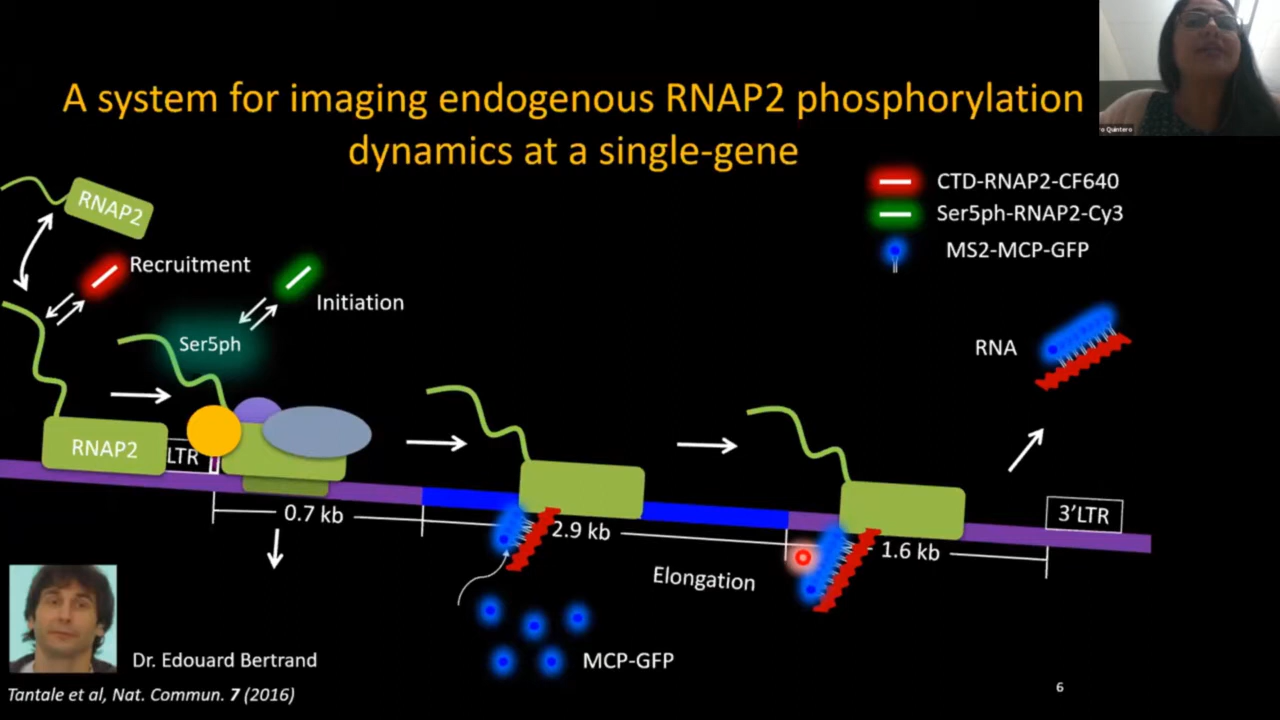 A system for imaging endogenous RNAP2 phosphorylation
dynamics at a single-gene
Quintero
CTD-RNAP2-CF640
Ser5ph-RNAP2-Cy3
MS2-MCP-GFP
RNAP2
Recruitment
Initiation
Ser5ph
RNA
RNAP2
LTR
0.7 kb
2.9 kb
1.6 kb
3'LTR
Elongation
MCP-GFP
Dr. Edouard Bertrand
Tantale et al, Nat. Commun. 7 (2016)
6